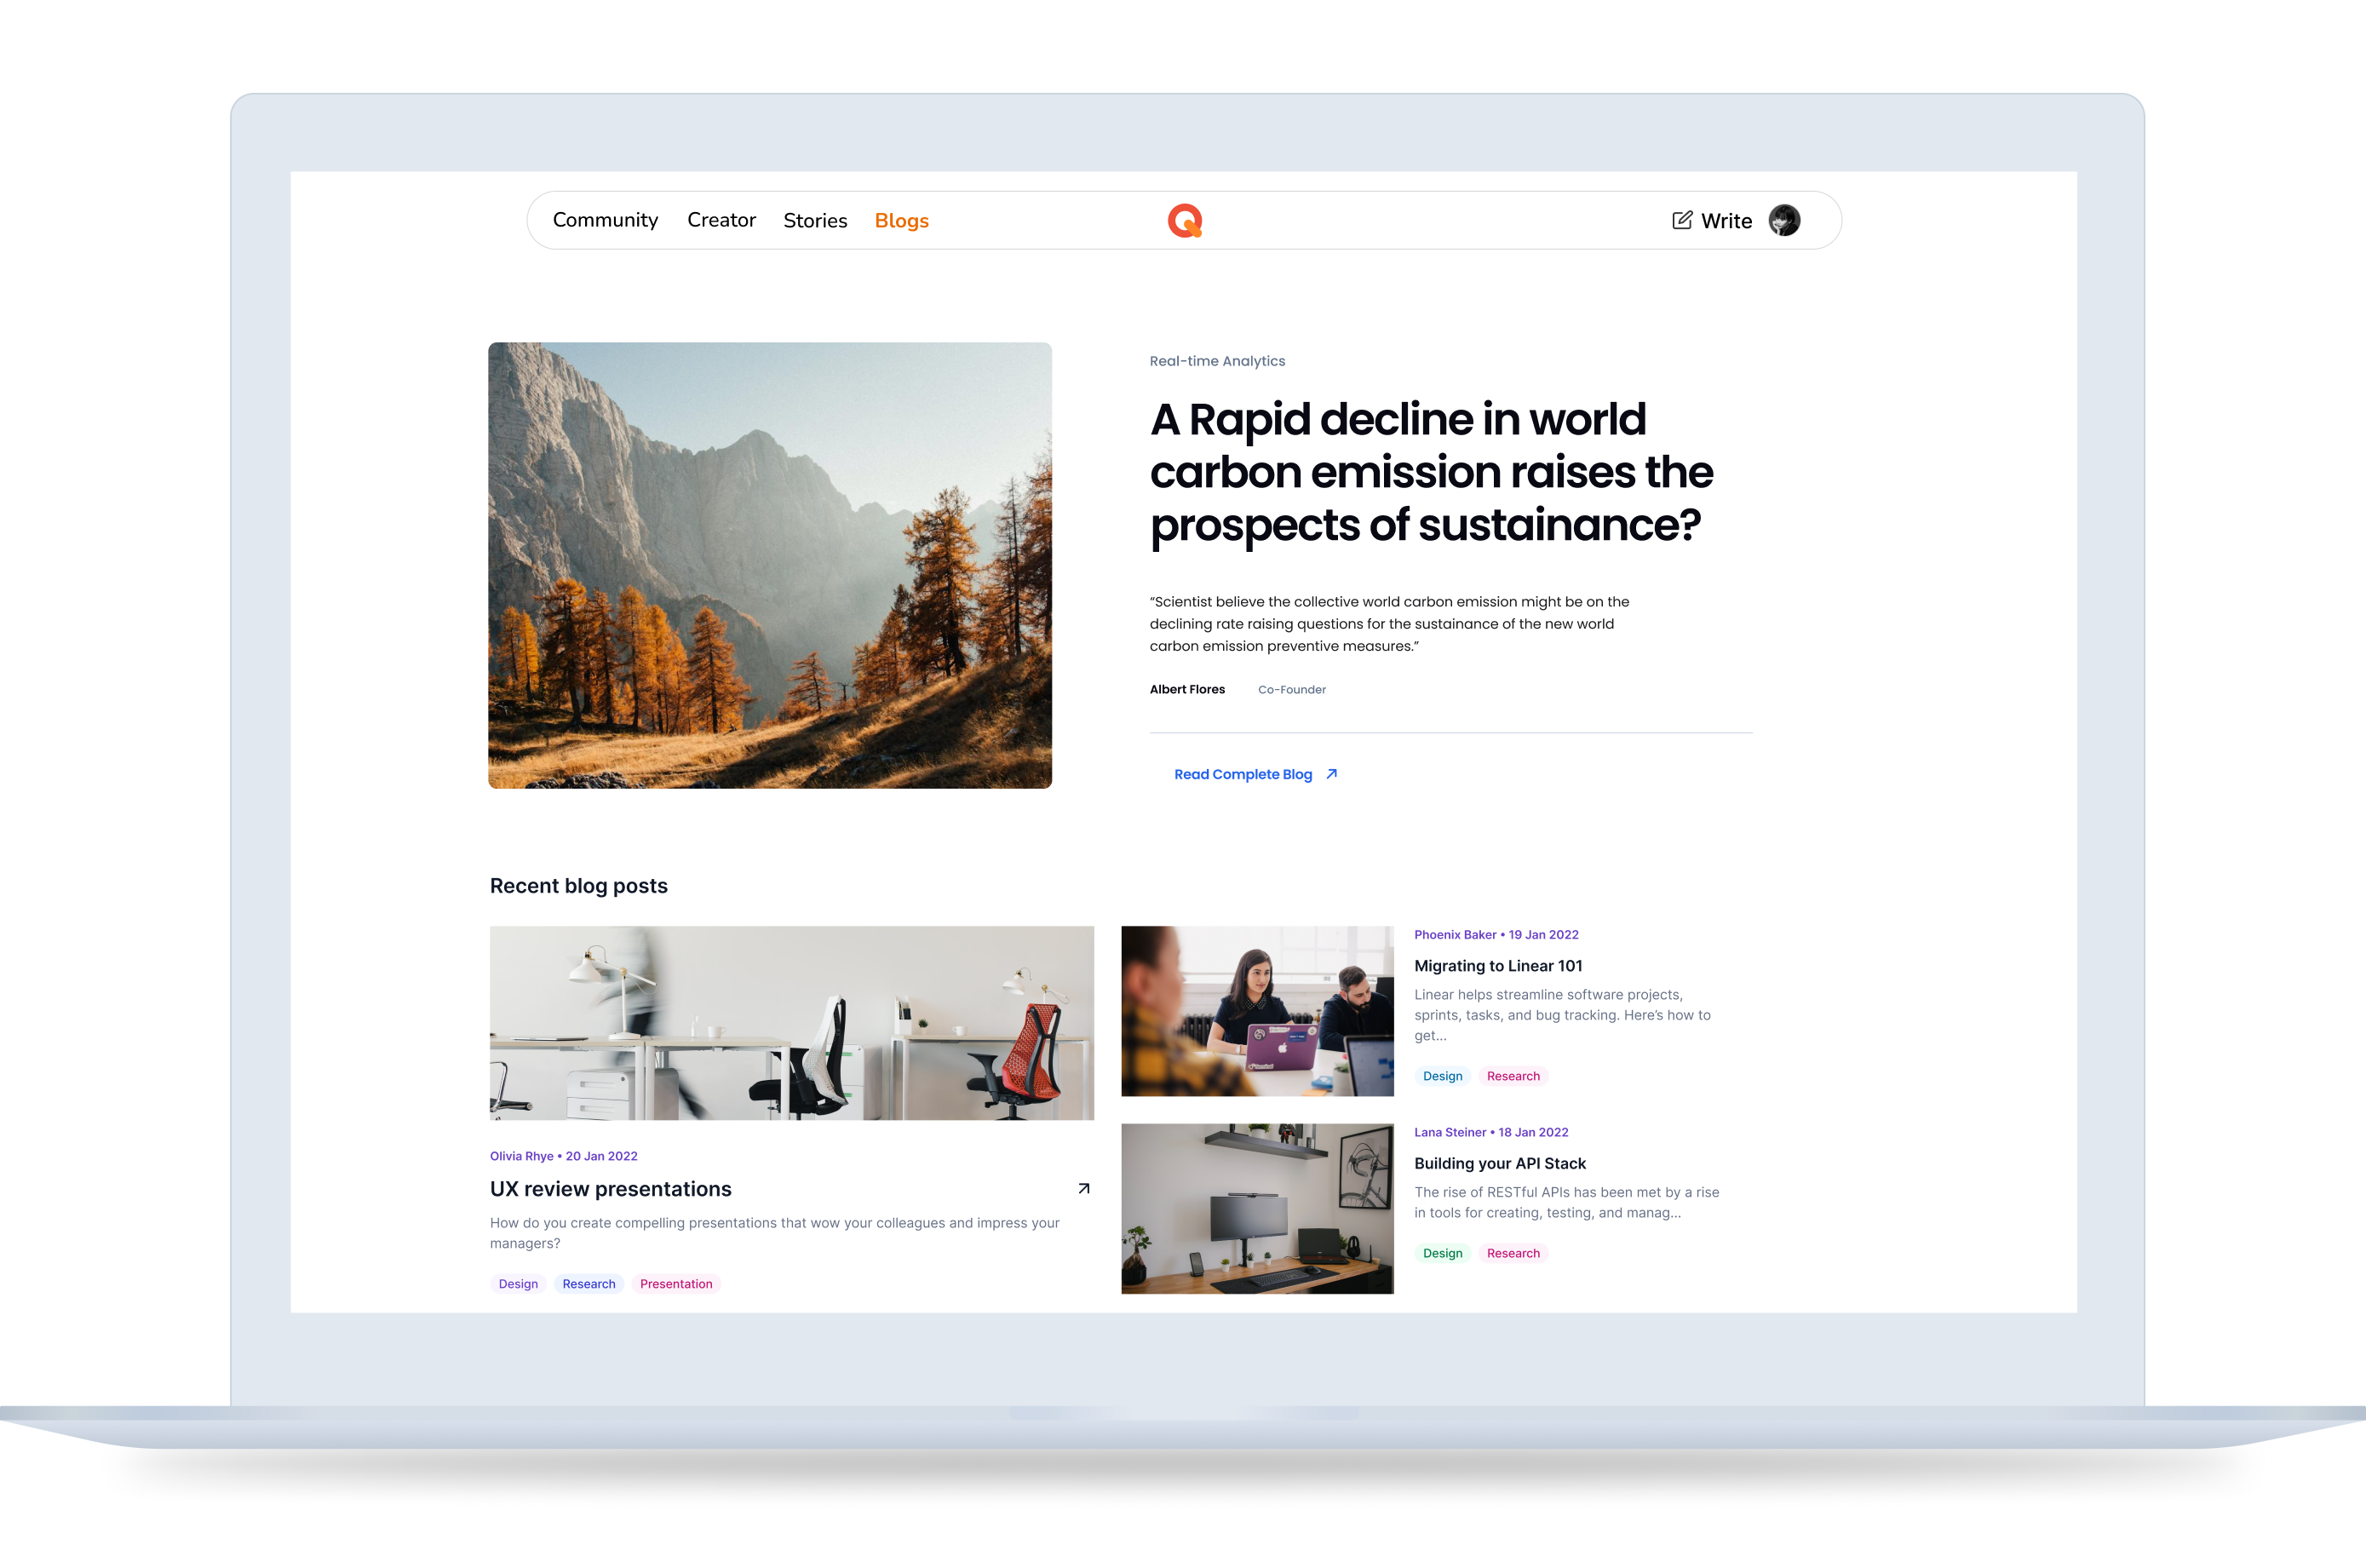 Community Creator Stories Blogs Q Write
Real-time Analytics
A Rapid decline in world
carbon emission raises the
prospects of sustainance?
“Scientist believe the collective world carbon emission might be on the
declining rate raising questions for the sustainance of the new world
carbon emission preventive measures.”
Albert Flores Co-Founder
Read Complete Blog
Recent blog posts
Olivia Rhye • 20 Jan 2022
UX review presentations
How do you create compelling presentations that wow your colleagues and impress your
managers?
Design Research Presentation
Phoenix Baker • 19 Jan 2022
Migrating to Linear 101
Linear helps streamline software projects,
sprints, tasks, and bug tracking. Here’s how to
get...
Design Research
Lana Steiner • 18 Jan 2022
Building your API Stack
The rise of RESTful APIs has been met by a rise
in tools for creating, testing, and manag...
Design Research